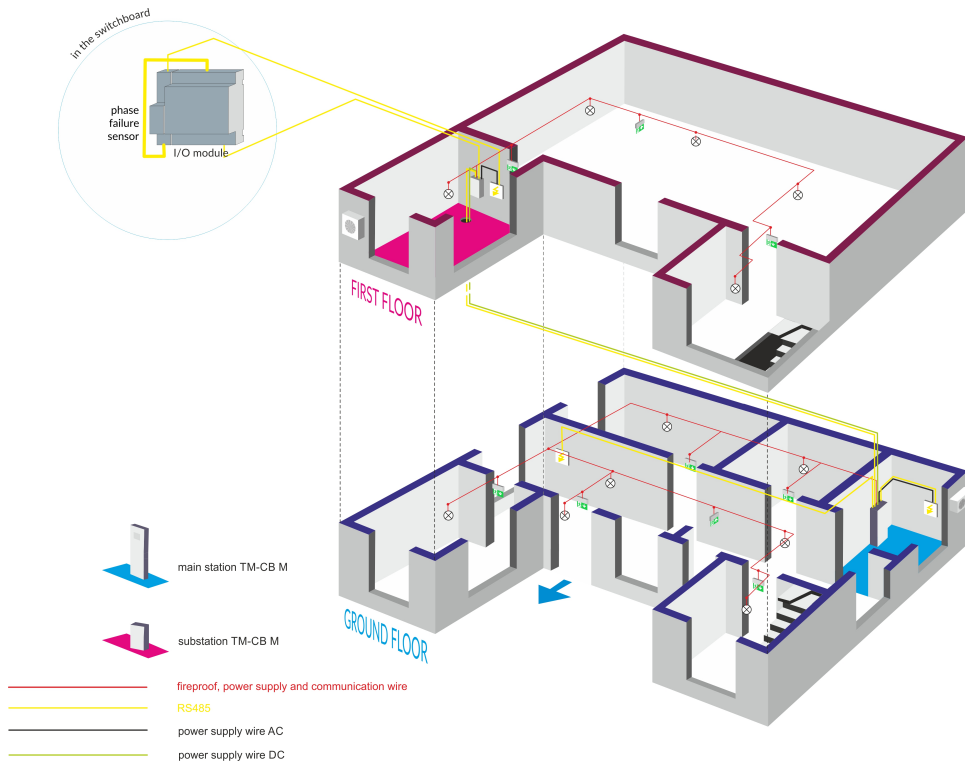 in the switchboard
phase
failure
sensor
I/O module
FIRST FLOOR
GROUND FLOOR
main station TM-CB M
substation TM-CB M
fireproof, power supply and communication wire
RS485
power supply wire AC
power supply wire DC